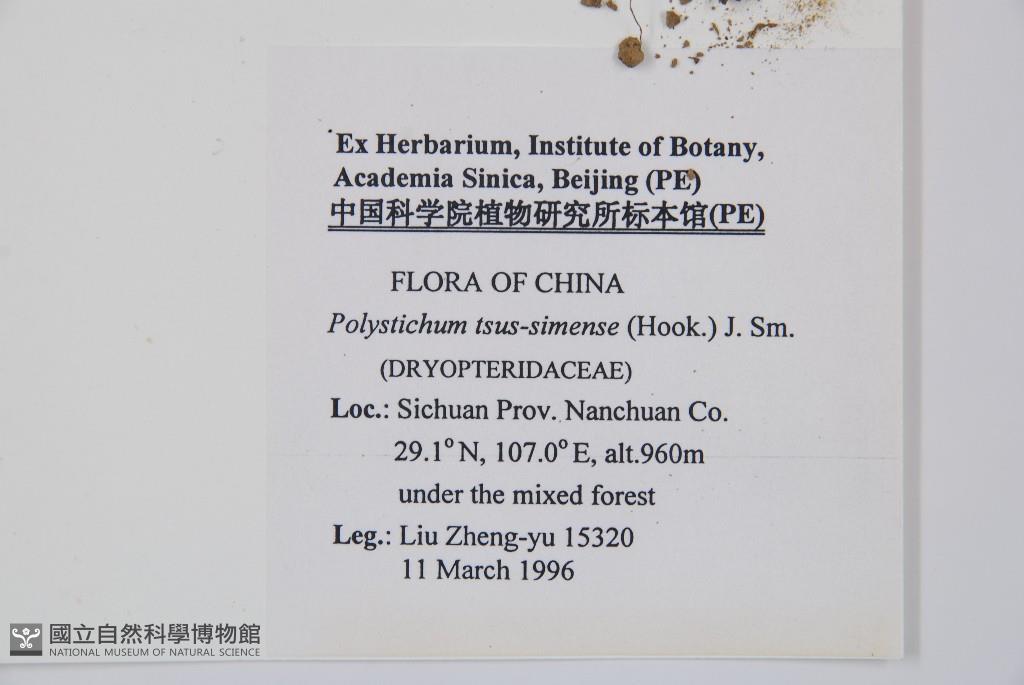 Ex Herbarium, Institute of Botany,
Academia Sinica, Beijing (PE)
中国科学院植物研究所标本馆(PE)
FLORA OF CHINA
Polystichum tsus-simense (Hook.) J. Sm.
(DRYOPTERIDACEAE)
Loc.: Sichuan Prov. Nanchuan Co.
29.1° N, 107.0° E, alt.960m
under the mixed forest
Leg.: Liu Zheng-yu 15320
11 March 1996
國立自然科學博物館
NATIONAL MUSEUM OF NATURAL SCIENCE